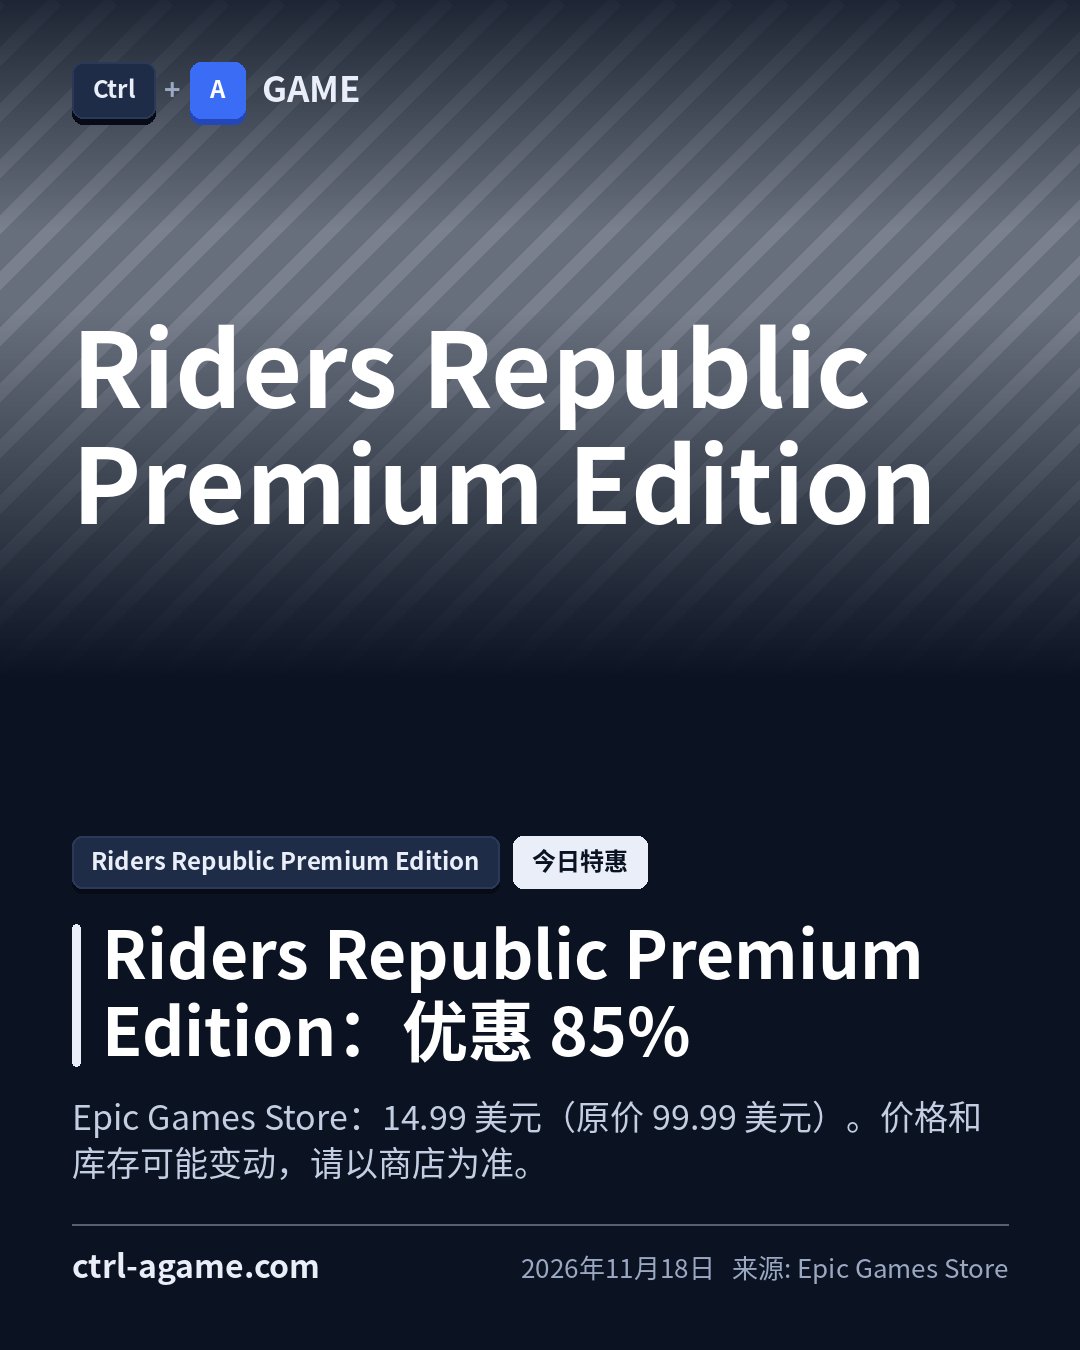 Ctrl + A GAME
Riders Republic
Premium Edition
Riders Republic Premium Edition 今日特惠
Riders Republic Premium
Edition：优惠 85%
Epic Games Store：14.99 美元（原价 99.99 美元）。价格和
库存可能变动，请以商店为准。
ctrl-agame.com 2026年11月18日 来源: Epic Games Store